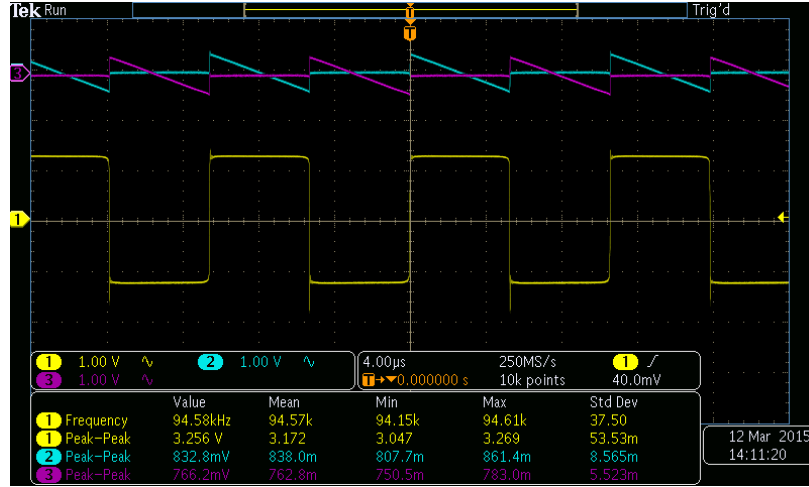 Tek Run Trig'd
T
T
3
1
1 1.00 V 2 1.00 V 4.00µs 250MS/s 1
3 1.00 V T→▼0.000000 s 10k points 40.0mV
Value Mean Min Max Std Dev
1 Frequency 94.58kHz 94.57k 94.15k 94.61k 37.50
1 Peak-Peak 3.256 V 3.172 3.047 3.269 53.53m
2 Peak-Peak 832.8mV 838.0m 807.7m 861.4m 8.565m
3 Peak-Peak 766.2mV 762.8m 750.5m 783.0m 5.523m
12 Mar 2015
14:11:20